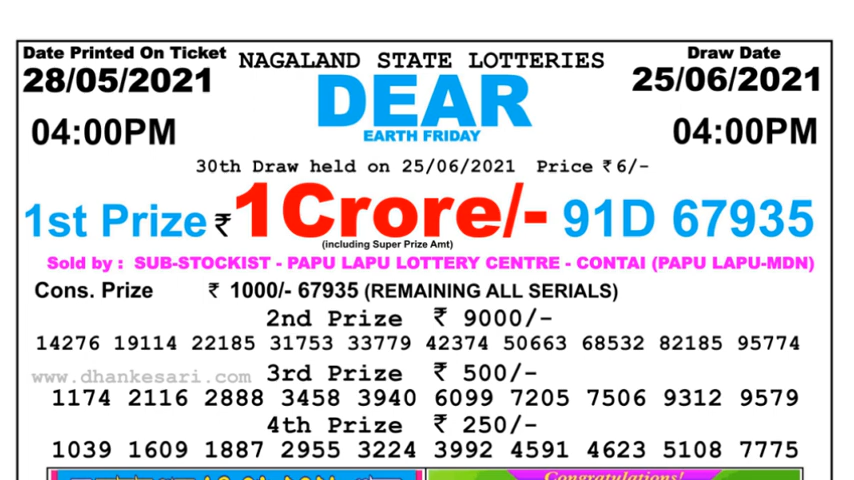 Date Printed On Ticket
28/05/2021
04:00PM
NAGALAND STATE LOTTERIES
DEAR
EARTH FRIDAY
Draw Date
25/06/2021
04:00PM
30th Draw held on 25/06/2021 Price ₹6/-
1st Prize ₹1Crore/- 91D 67935
(including Super Prize Amt)
Sold by : SUB-STOCKIST - PAPU LAPU LOTTERY CENTRE - CONTAI (PAPU LAPU-MDN)
Cons. Prize ₹ 1000/- 67935 (REMAINING ALL SERIALS)
2nd Prize ₹ 9000/-
14276 19114 22185 31753 33779 42374 50663 68532 82185 95774
www.dhankesari.com 3rd Prize ₹ 500/-
1174 2116 2888 3458 3940 6099 7205 7506 9312 9579
4th Prize ₹ 250/-
1039 1609 1887 2955 3224 3992 4591 4623 5108 7775
Congratulations!